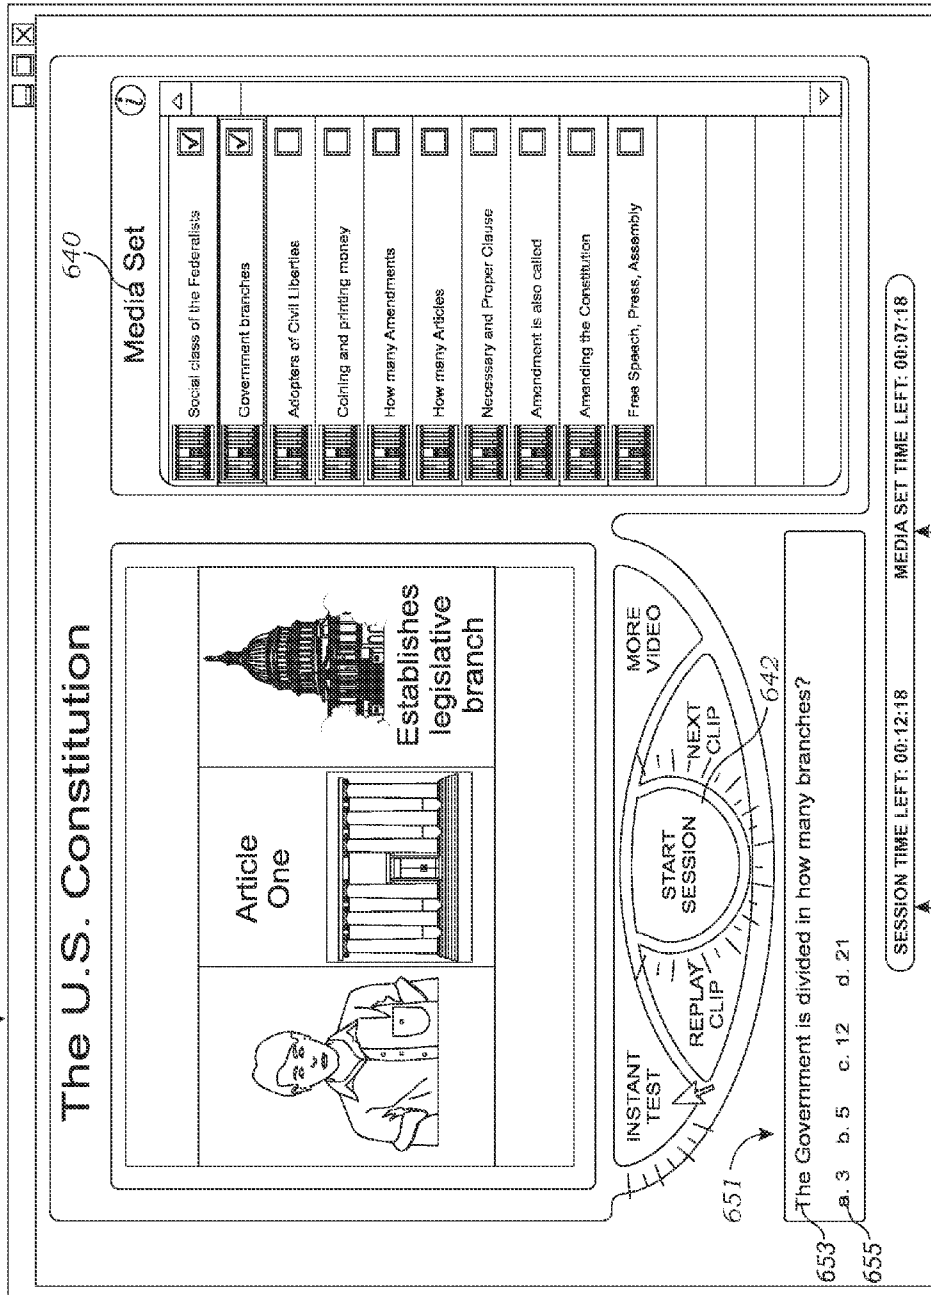 The U.S. Constitution
640
Media Set
i
Social class of the Federalists
Government branches
Adopters of Civil Liberties
Coining and printing money
How many Amendments
How many Articles
Necessary and Proper Clause
Amendment is also called
Amending the Constitution
Free Speech, Press, Assembly
Article
One
Establishes
legislative
branch
INSTANT
TEST
REPLAY
CLIP
START
SESSION
NEXT
CLIP
MORE
VIDEO
642
651
653
The Government is divided in how many branches?
655
a. 3 b. 5 c. 12 d. 21
SESSION TIME LEFT: 00:12:18 MEDIA SET TIME LEFT: 00:07:18